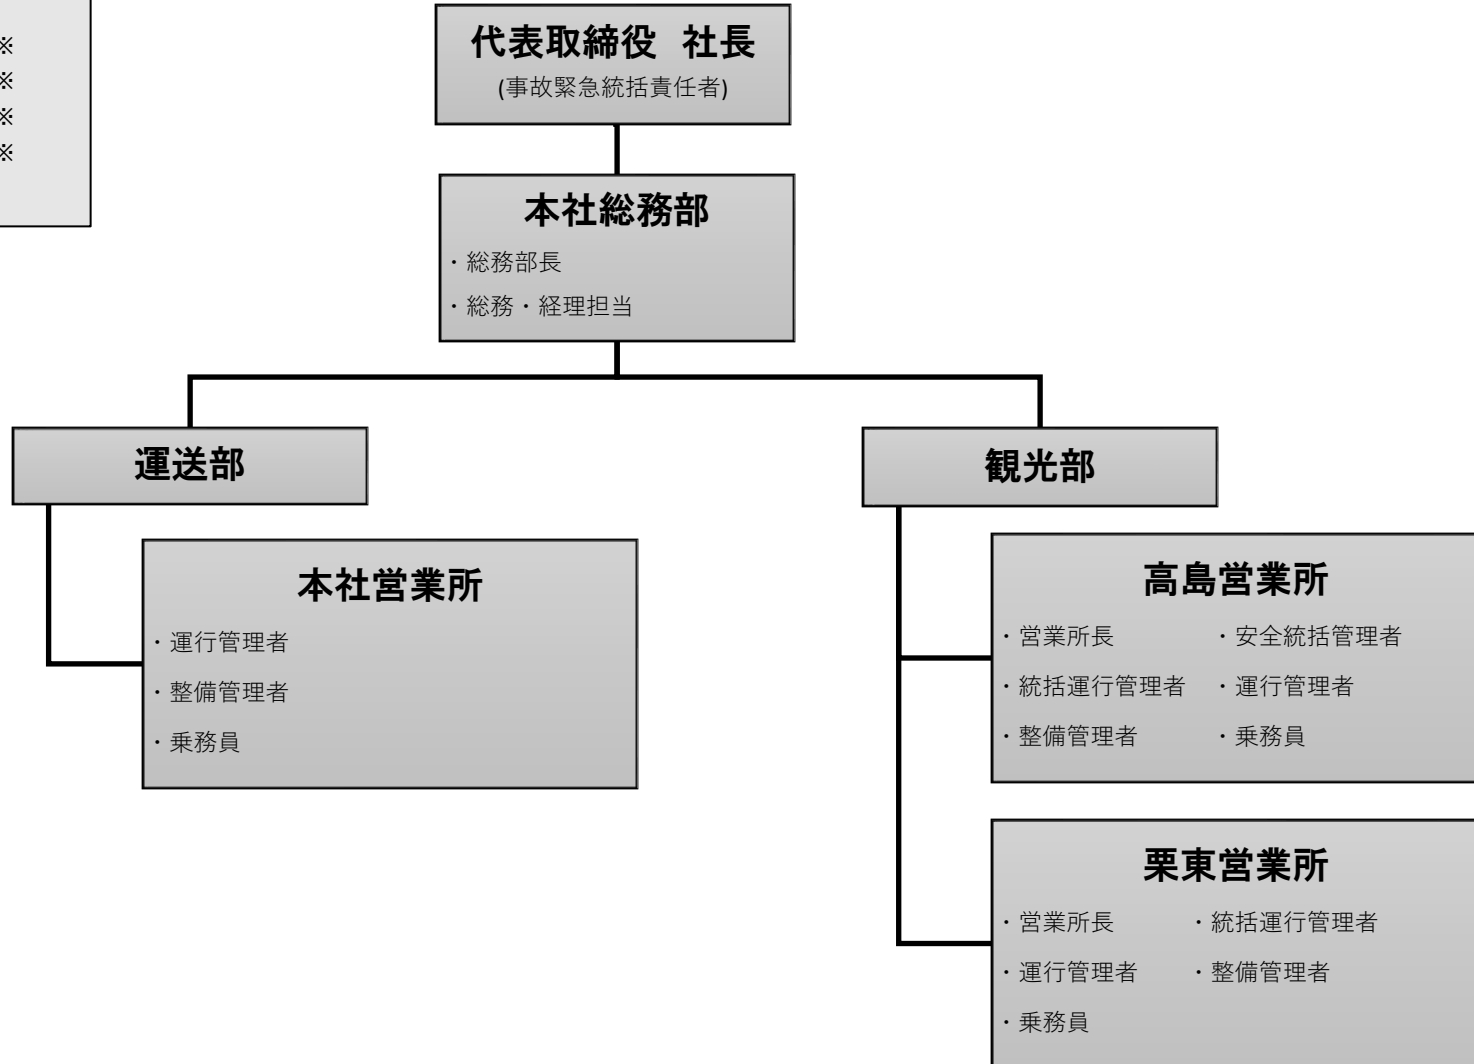 ※
※
※
※
代表取締役 社長
(事故緊急統括責任者)
本社総務部
・総務部長
・総務・経理担当
運送部
本社営業所
・運行管理者
・整備管理者
・乗務員
観光部
高島営業所
・営業所長 ・安全統括管理者
・統括運行管理者 ・運行管理者
・整備管理者 ・乗務員
栗東営業所
・営業所長 ・統括運行管理者
・運行管理者 ・整備管理者
・乗務員